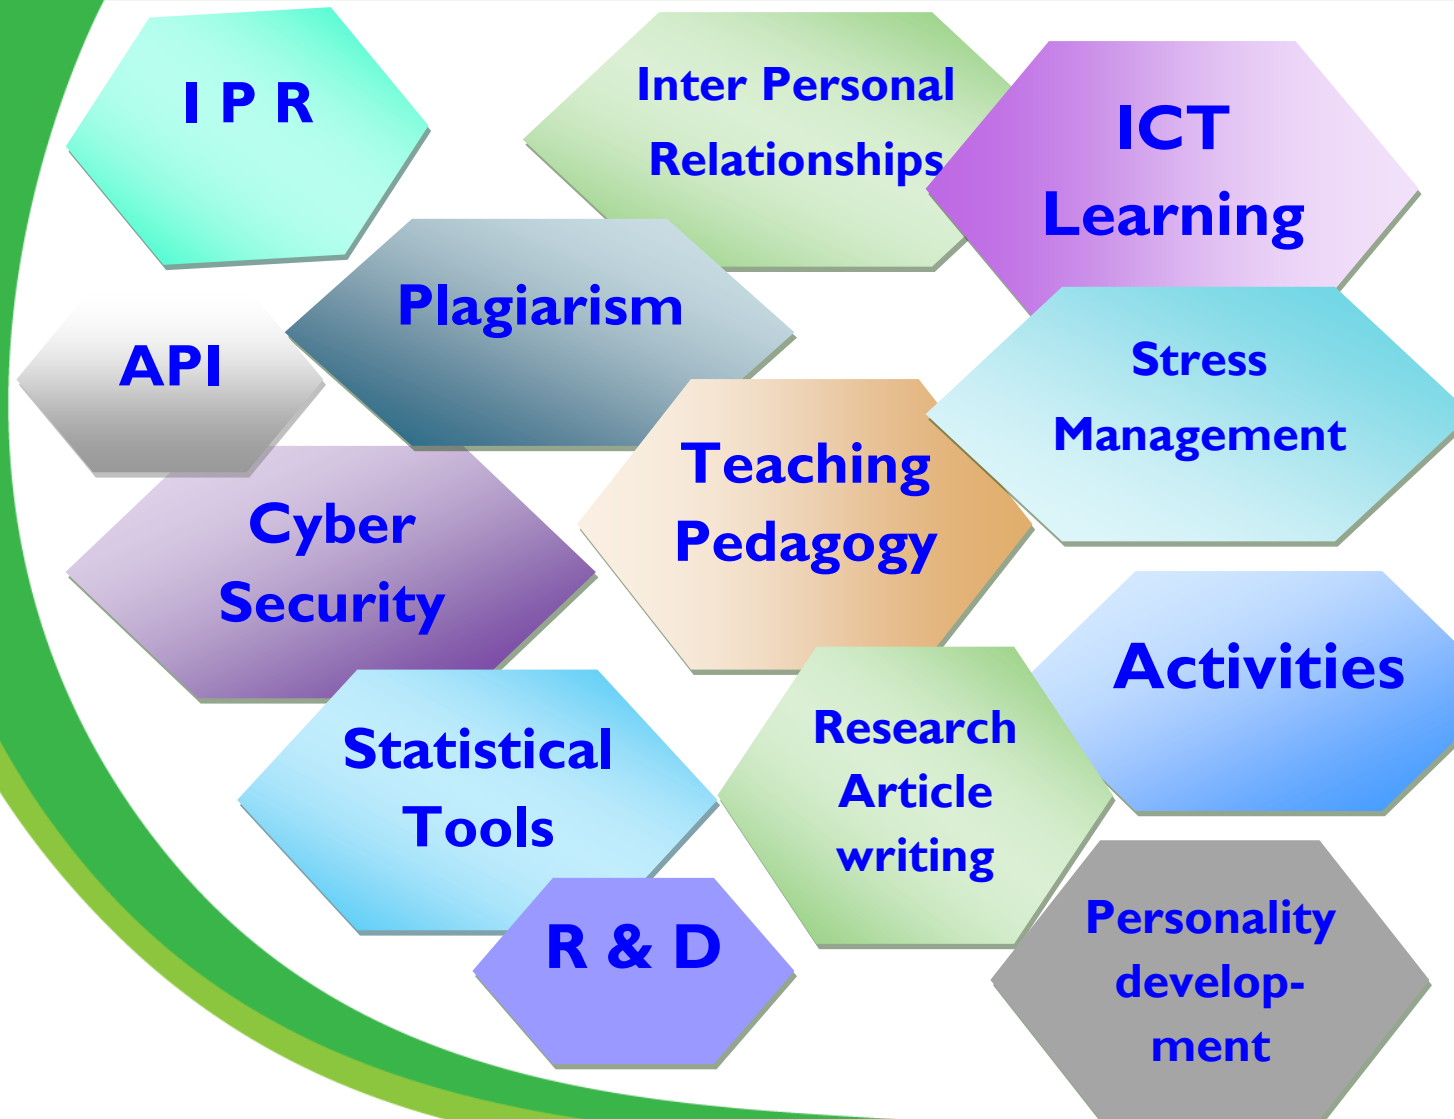 I P R
Inter Personal
Relationships
ICT
Learning
Plagiarism
API
Stress
Management
Teaching
Pedagogy
Cyber
Security
Activities
Statistical
Tools
Research
Article
writing
R & D
Personality
develop-
ment